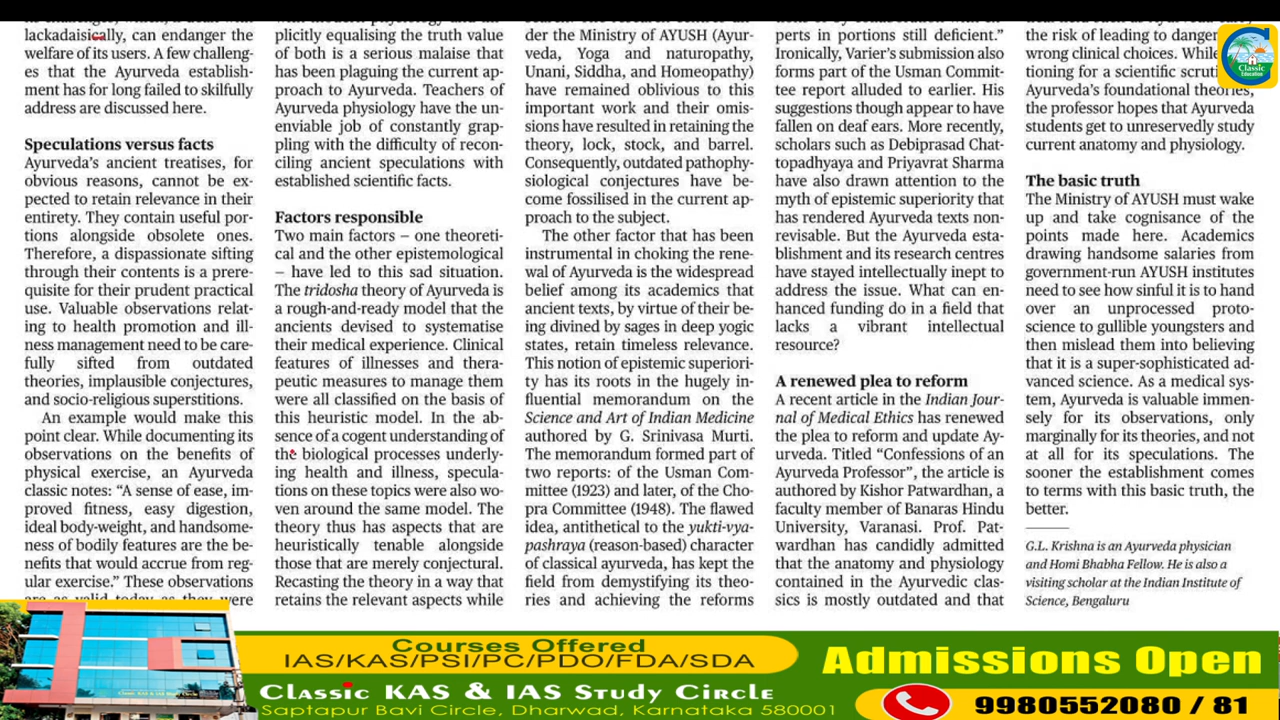 lackadaisically, can endanger the
welfare of its users. A few challeng-
es that the Ayurveda establish-
ment has for long failed to skilfully
address are discussed here.
Speculations versus facts
Ayurveda's ancient treatises, for
obvious reasons, cannot be ex-
pected to retain relevance in their
entirety. They contain useful por-
tions alongside obsolete ones.
Therefore, a dispassionate sifting
through their contents is a prere-
quisite for their prudent practical
use. Valuable observations relat-
ing to health promotion and ill-
ness management need to be care-
fully sifted from outdated
theories, implausible conjectures,
and socio-religious superstitions.
An example would make this
point clear. While documenting its
observations on the benefits of
physical exercise, an Ayurveda
classic notes: "A sense of ease, im-
proved fitness, easy digestion,
ideal body-weight, and handsome-
ness of bodily features are the be-
nefits that would accrue from reg-
ular exercise." These observations
are as valid today as they were
plicitly equalising the truth value
of both is a serious malaise that
has been plaguing the current ap-
proach to Ayurveda. Teachers of
Ayurveda physiology have the un-
enviable job of constantly grap-
pling with the difficulty of recon-
ciling ancient speculations with
established scientific facts.
Factors responsible
Two main factors – one theoreti-
cal and the other epistemological
– have led to this sad situation.
The tridosha theory of Ayurveda is
a rough-and-ready model that the
ancients devised to systematise
their medical experience. Clinical
features of illnesses and thera-
peutic measures to manage them
were all classified on the basis of
this heuristic model. In the ab-
sence of a cogent understanding of
the biological processes underly-
ing health and illness, specula-
tions on these topics were also wo-
ven around the same model. The
theory thus has aspects that are
heuristically tenable alongside
those that are merely conjectural.
Recasting the theory in a way that
retains the relevant aspects while
der the Ministry of AYUSH (Ayur-
veda, Yoga and naturopathy,
Unani, Siddha, and Homeopathy)
have remained oblivious to this
important work and their omis-
sions have resulted in retaining the
theory, lock, stock, and barrel.
Consequently, outdated pathophy-
siological conjectures have be-
come fossilised in the current ap-
proach to the subject.
The other factor that has been
instrumental in choking the rene-
wal of Ayurveda is the widespread
belief among its academics that
ancient texts, by virtue of their be-
ing divined by sages in deep yogic
states, retain timeless relevance.
This notion of epistemic superiori-
ty has its roots in the hugely in-
fluential memorandum on the
Science and Art of Indian Medicine
authored by G. Srinivasa Murti.
The memorandum formed part of
two reports: of the Usman Com-
mittee (1923) and later, of the Cho-
pra Committee (1948). The flawed
idea, antithetical to the yukti-vya-
pashraya (reason-based) character
of classical ayurveda, has kept the
field from demystifying its theo-
ries and achieving the reforms
perts in portions still deficient."
Ironically, Varier's submission also
forms part of the Usman Commit-
tee report alluded to earlier. His
suggestions though appear to have
fallen on deaf ears. More recently,
scholars such as Debiprasad Chat-
topadhyaya and Priyavrat Sharma
have also drawn attention to the
myth of epistemic superiority that
has rendered Ayurveda texts non-
revisable. But the Ayurveda esta-
blishment and its research centres
have stayed intellectually inept to
address the issue. What can en-
hanced funding do in a field that
lacks a vibrant intellectual
resource?
A renewed plea to reform
A recent article in the Indian Jour-
nal of Medical Ethics has renewed
the plea to reform and update Ay-
urveda. Titled "Confessions of an
Ayurveda Professor", the article is
authored by Kishor Patwardhan, a
faculty member of Banaras Hindu
University, Varanasi. Prof. Pat-
wardhan has candidly admitted
that the anatomy and physiology
contained in the Ayurvedic clas-
sics is mostly outdated and that
the risk of leading to danger
wrong clinical choices. While
tioning for a scientific scruti
Ayurveda's foundational theories,
the professor hopes that Ayurveda
students get to unreservedly study
current anatomy and physiology.
The basic truth
The Ministry of AYUSH must wake
up and take cognisance of the
points made here. Academics
drawing handsome salaries from
government-run AYUSH institutes
need to see how sinful it is to hand
over an unprocessed proto-
science to gullible youngsters and
then mislead them into believing
that it is a super-sophisticated ad-
vanced science. As a medical sys-
tem, Ayurveda is valuable immen-
sely for its observations, only
marginally for its theories, and not
at all for its speculations. The
sooner the establishment comes
to terms with this basic truth, the
better.
G.L. Krishna is an Ayurveda physician
and Homi Bhabha Fellow. He is also a
visiting scholar at the Indian Institute of
Science, Bengaluru
Classic
Education
Courses Offered
IAS/KAS/PSI/PC/PDO/FDA/SDA
Classic KAS & IAS Study Circle
Saptapur Bavi Circle, Dharwad, Karnataka 580001
Admissions Open
9980552080 / 81